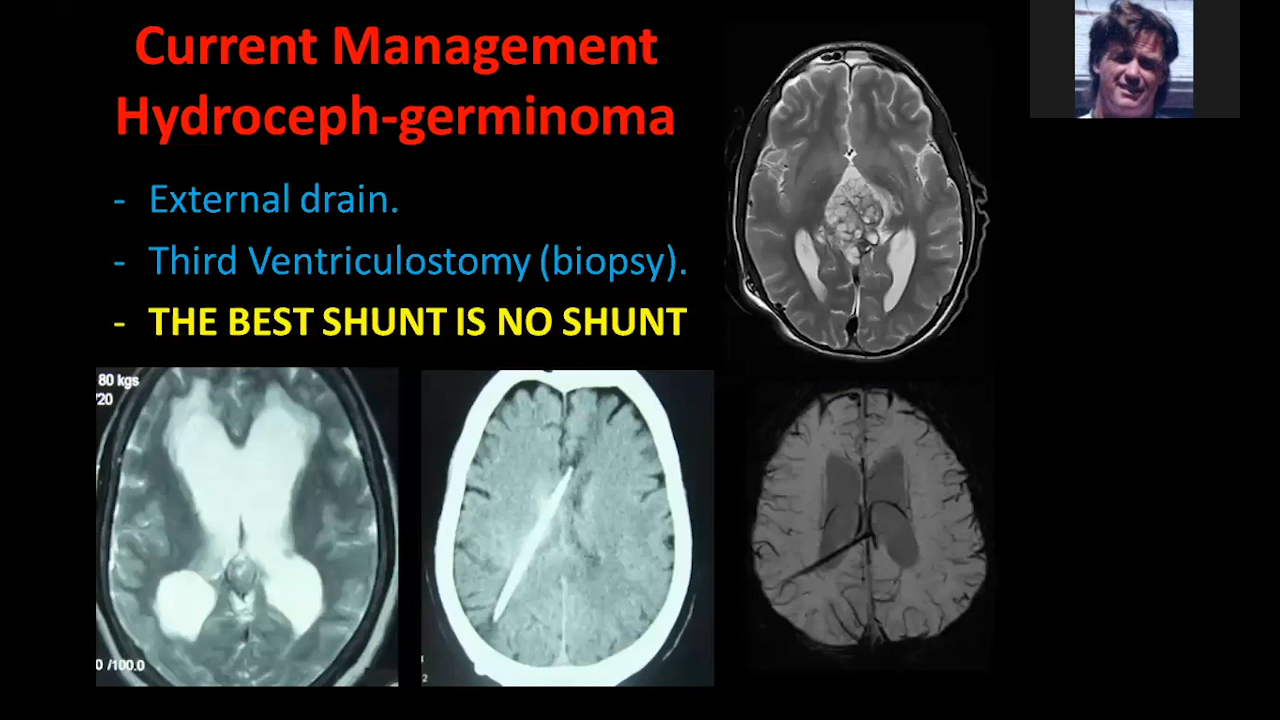 Current Management
Hydroceph-germinoma
- External drain.
- Third Ventriculostomy (biopsy).
- THE BEST SHUNT IS NO SHUNT
80 kgs
/20
0 /100.0
2